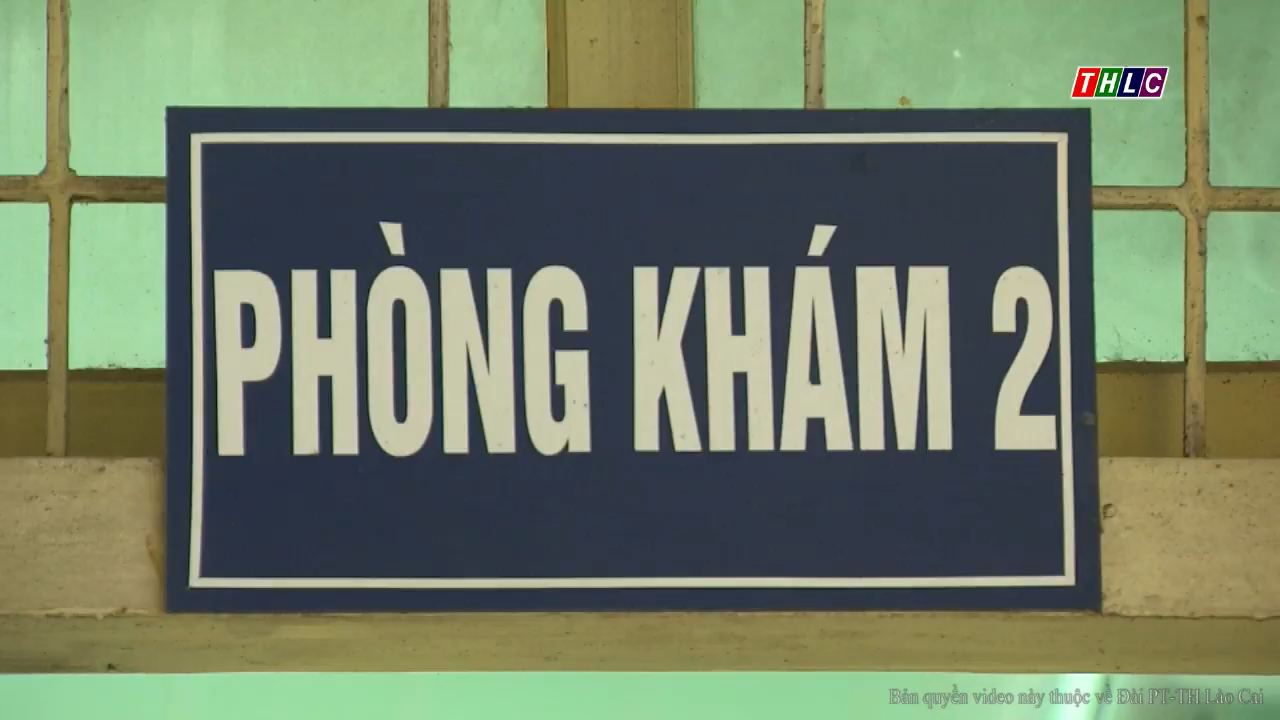 THLC
PHÒNG KHÁM 2
Bản quyền video này thuộc về Đài PT-TH Lào Cai